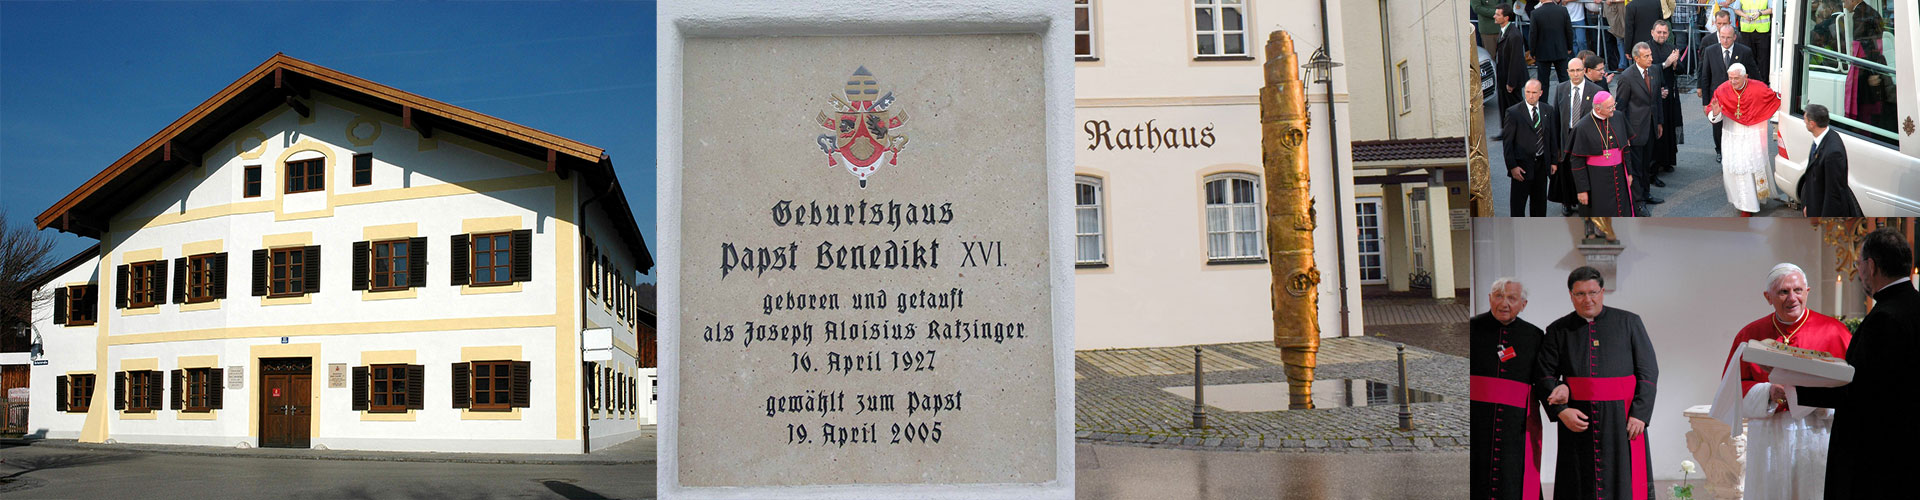 Geburtshaus
Papst Benedikt XVI.
geboren und getauft
als Joseph Aloisius Ratzinger
16. April 1927
gewählt zum Papst
19. April 2005
Rathaus